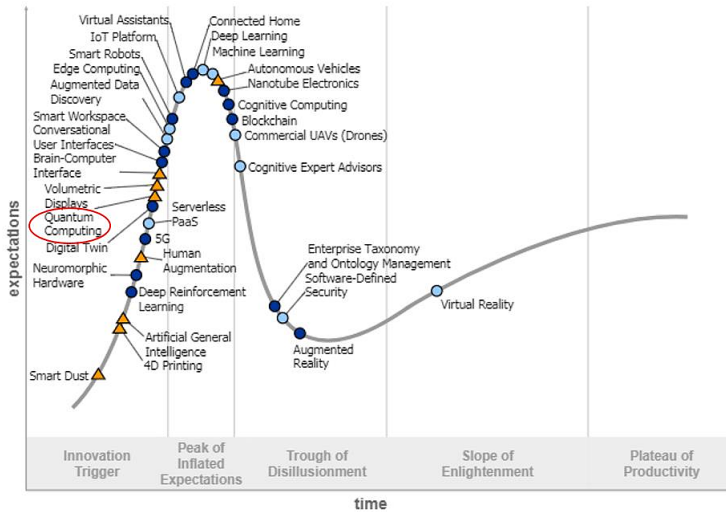 Virtual Assistants
IoT Platform
Smart Robots
Edge Computing
Augmented Data
Discovery
Smart Workspace
Conversational
User Interfaces
Brain-Computer
Interface
Volumetric
Displays
Quantum
Computing
Digital Twin
Neuromorphic
Hardware
Smart Dust
Serverless
PaaS
5G
Human
Augmentation
Deep Reinforcement
Learning
Artificial General
Intelligence
4D Printing
Connected Home
Deep Learning
Machine Learning
Autonomous Vehicles
Nanotube Electronics
Cognitive Computing
Blockchain
Commercial UAVs (Drones)
Cognitive Expert Advisors
Enterprise Taxonomy
and Ontology Management
Software-Defined
Security
Augmented
Reality
Virtual Reality
expectations
Innovation
Trigger
Peak of
Inflated
Expectations
Trough of
Disillusionment
Slope of
Enlightenment
Plateau of
Productivity
time